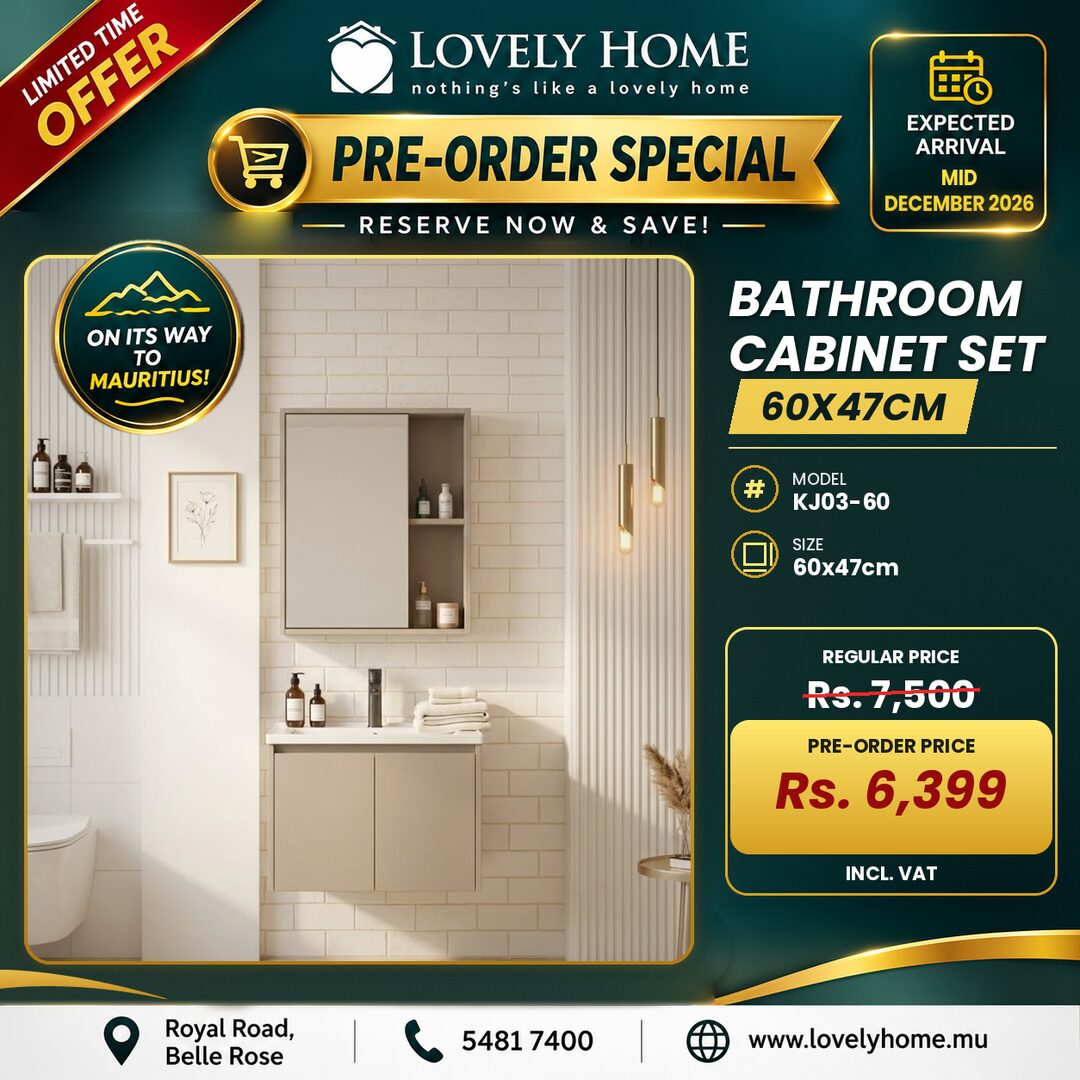 LIMITED TIME
OFFER
LOVELY HOME
nothing's like a lovely home
PRE-ORDER SPECIAL
RESERVE NOW & SAVE!
EXPECTED
ARRIVAL
MID
DECEMBER 2026
ON ITS WAY
TO
MAURITIUS!
BATHROOM
CABINET SET
60X47CM
#
MODEL
KJ03-60
SIZE
60x47cm
REGULAR PRICE
Rs. 7,500
PRE-ORDER PRICE
Rs. 6,399
INCL. VAT
Royal Road,
Belle Rose
5481 7400
www.lovelyhome.mu